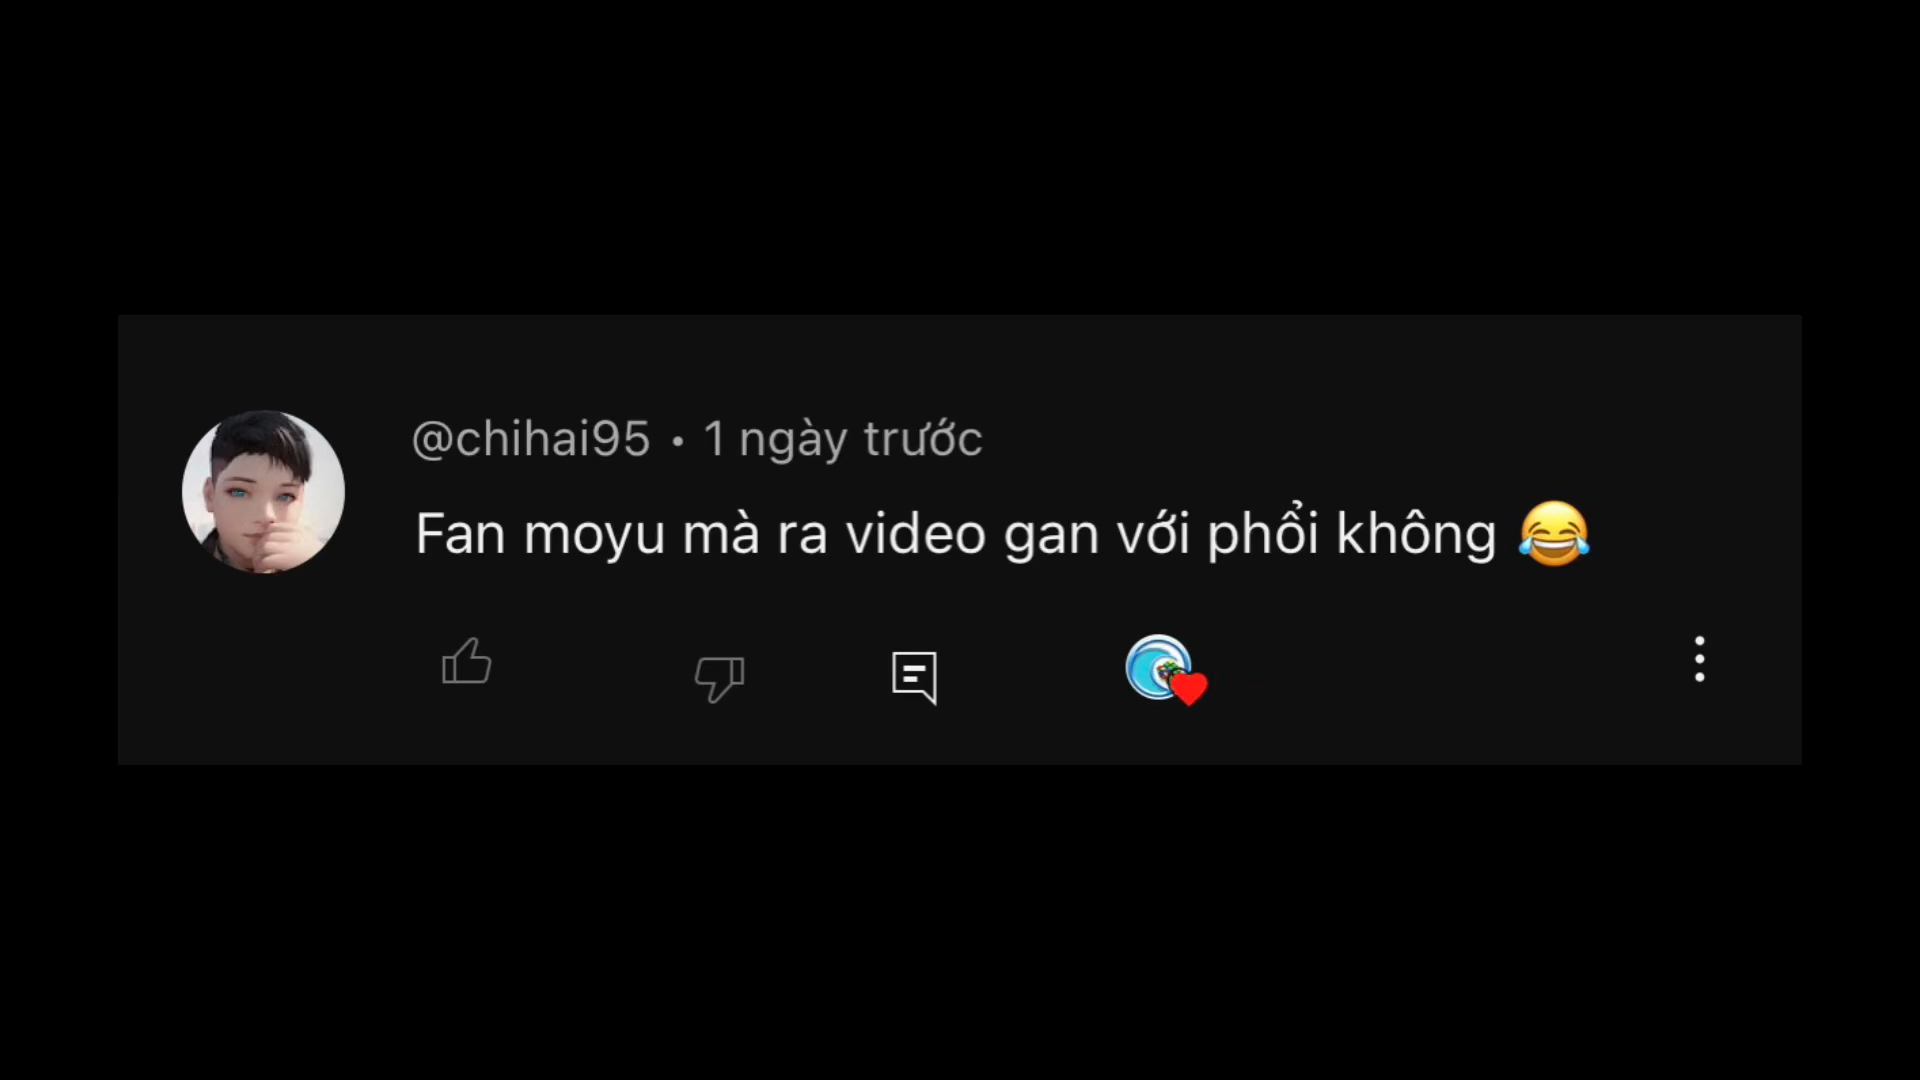 @chihai95 • 1 ngày trước
Fan moyu mà ra video gan với phổi không 😂